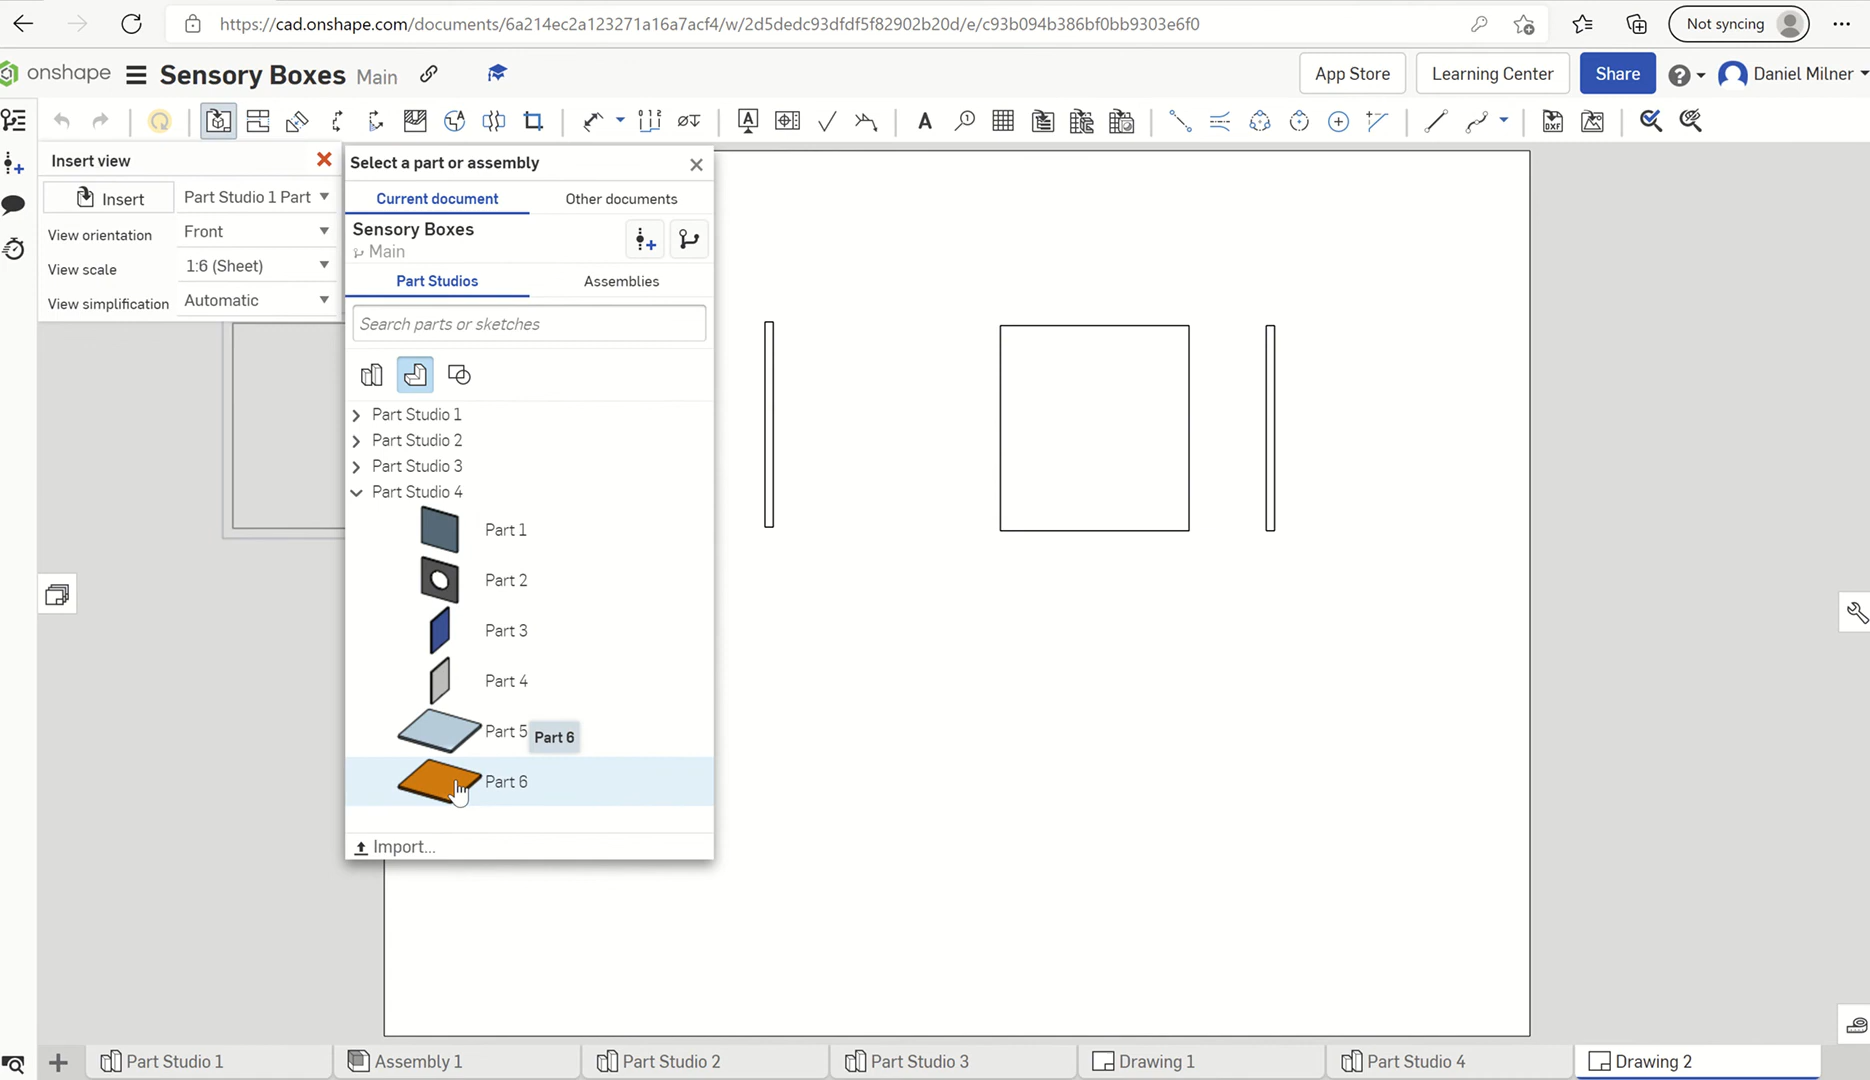 https://cad.onshape.com/documents/6a214ec2a123271a16a7acf4/w/2d5dedc93dfdf5f82902b20d/e/c93b094b386bf0bb9303e6f0
Not syncing
onshape
Sensory Boxes Main
App Store
Learning Center
Share
Daniel Milner
Insert view
Insert
Part Studio 1 Part
View orientation
Front
View scale
1:6 (Sheet)
View simplification
Automatic
Select a part or assembly
Current document
Other documents
Sensory Boxes
Main
Part Studios
Assemblies
Search parts or sketches
Part Studio 1
Part Studio 2
Part Studio 3
Part Studio 4
Part 1
Part 2
Part 3
Part 4
Part 5
Part 6
Part 6
Import...
Part Studio 1
Assembly 1
Part Studio 2
Part Studio 3
Drawing 1
Part Studio 4
Drawing 2